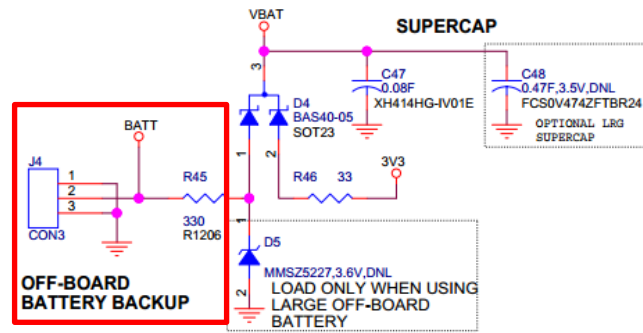 VBAT
SUPERCAP
3
C47
0.08F
XH414HG-IV01E
C48
0.47F,3.5V,DNL
FCS0V474ZFTBR24
OPTIONAL LRG
SUPERCAP
D4
BAS40-05
SOT23
BATT
J4
1
2
3
CON3
R45
330
R1206
1
2
R46
33
3V3
1
D5
MMSZ5227,3.6V,DNL
2
LOAD ONLY WHEN USING
LARGE OFF-BOARD
BATTERY
OFF-BOARD
BATTERY BACKUP